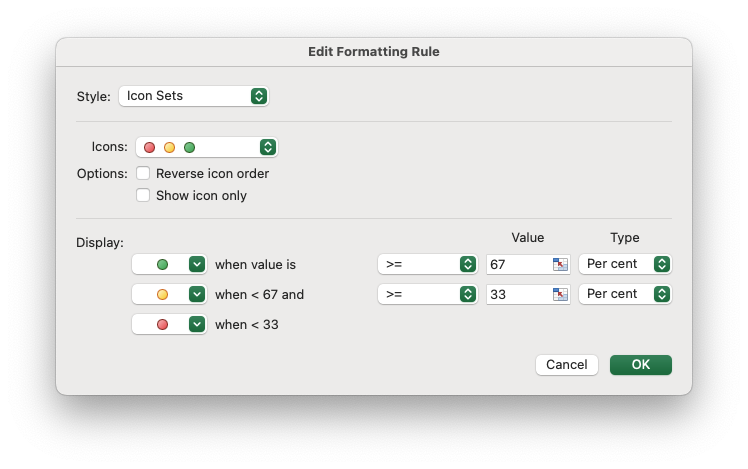 Edit Formatting Rule
Style: Icon Sets
Icons:
Options: Reverse icon order
Show icon only
Display:
Value Type
when value is >= 67 Per cent
when < 67 and >= 33 Per cent
when < 33
Cancel OK